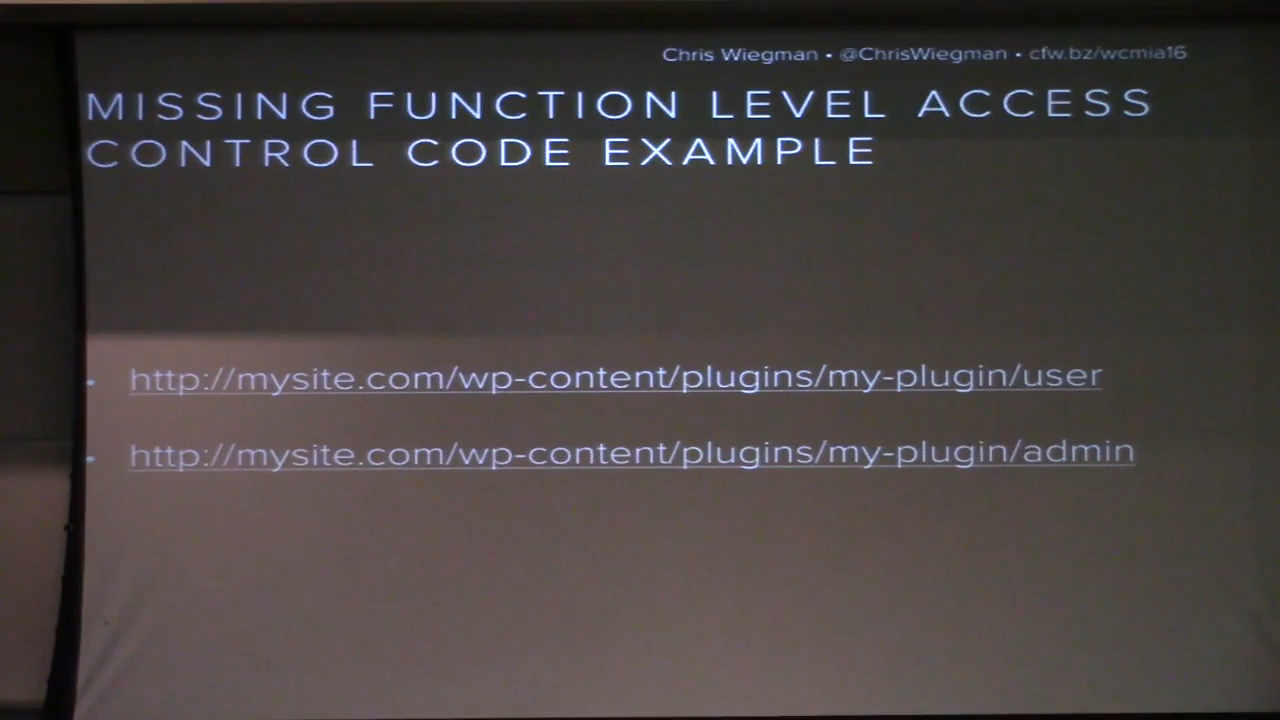 Chris Wiegman • @ChrisWiegman • cfw.bz/wcmia16
MISSING FUNCTION LEVEL ACCESS
CONTROL CODE EXAMPLE
• http://mysite.com/wp-content/plugins/my-plugin/user
• http://mysite.com/wp-content/plugins/my-plugin/admin